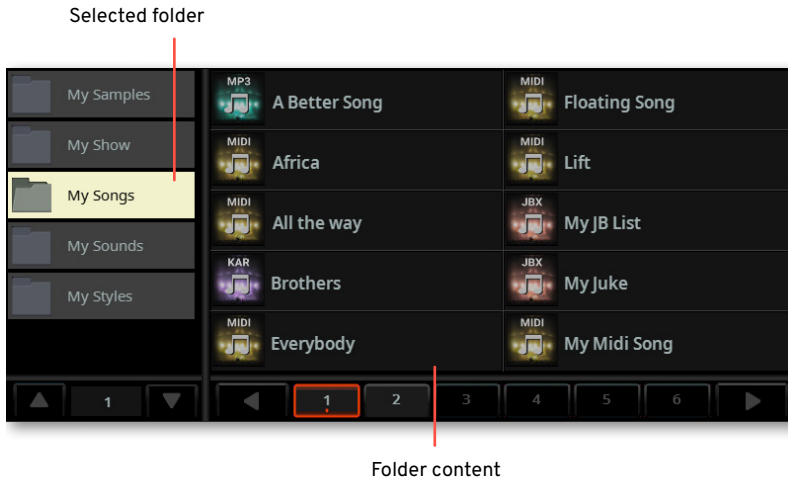 Selected folder
My Samples
My Show
My Songs
My Sounds
My Styles
1
MP3
A Better Song
MIDI
Africa
MIDI
All the way
KAR
Brothers
MIDI
Everybody
MIDI
Floating Song
MIDI
Lift
JBX
My JB List
JBX
My Juke
MIDI
My Midi Song
1 2 3 4 5 6
Folder content